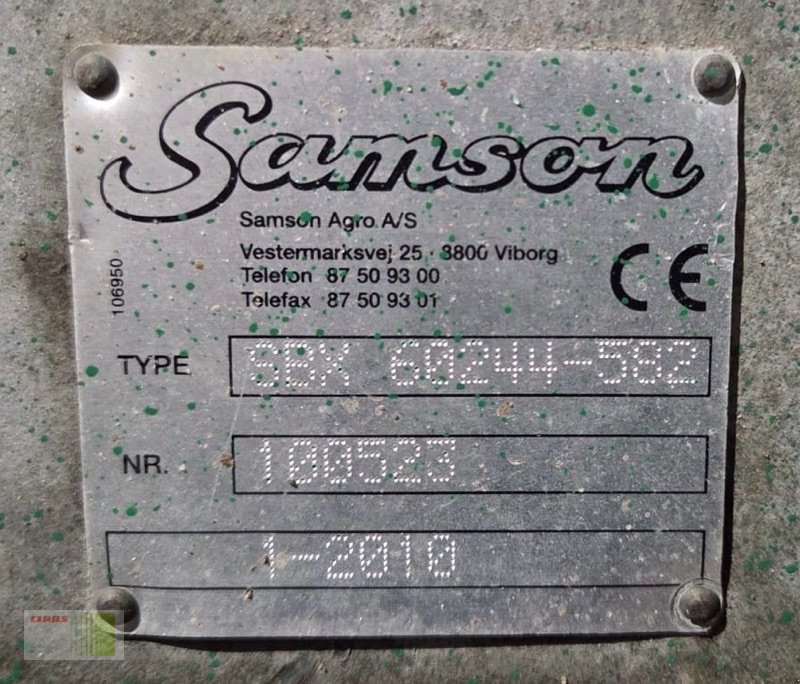 Samson
Samson Agro A/S
Vestermarksvej 25 · 8800 Viborg
Telefon 87 50 93 00
Telefax 87 50 93 01
CE
106950
TYPE SBX 60244-582
NR. 100523
1-2010
CLAAS